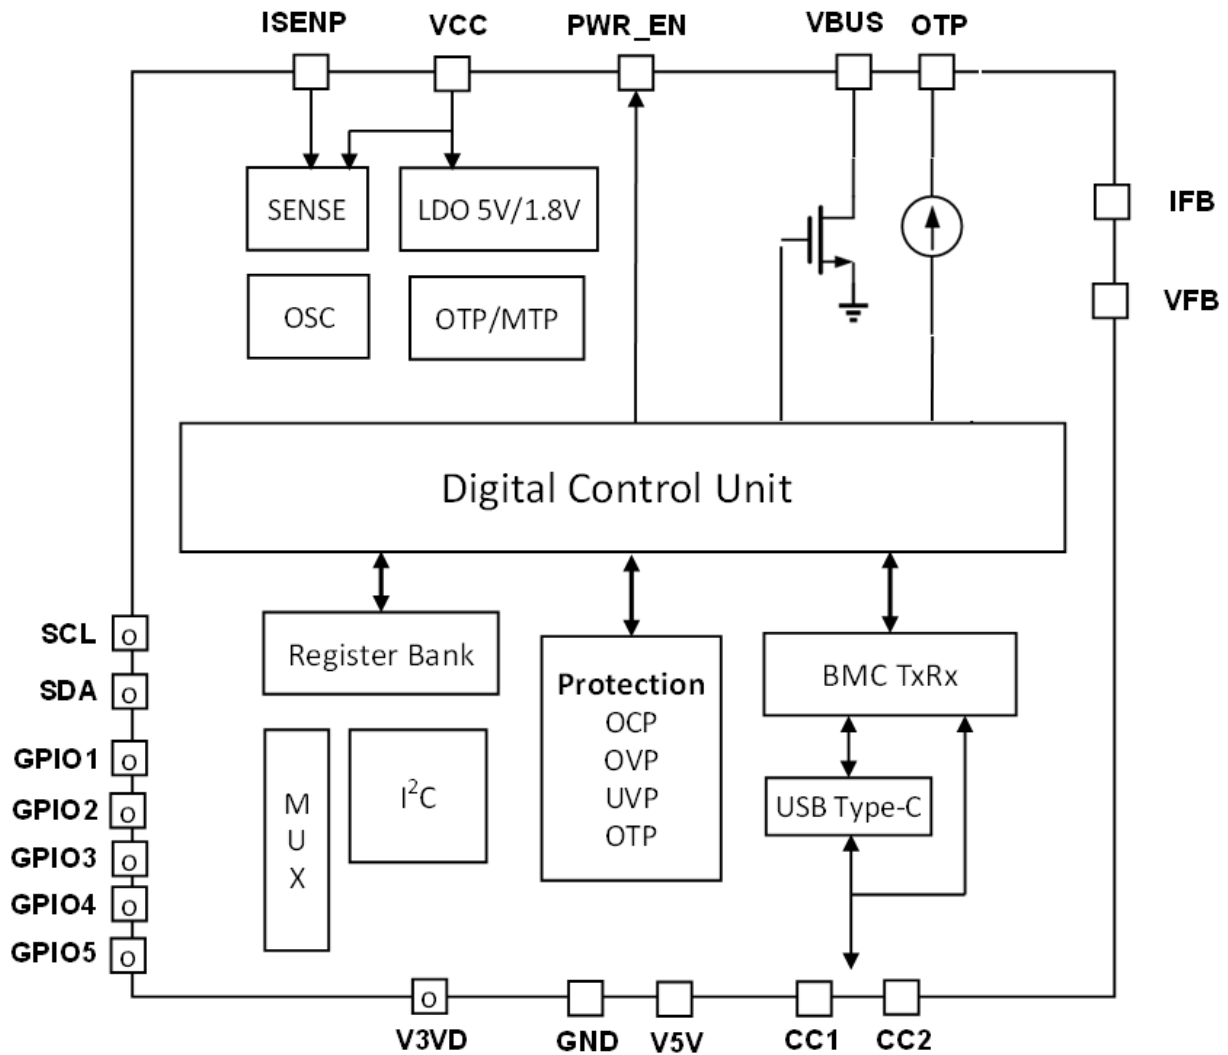 ISENP
VCC
PWR_EN
VBUS
OTP
SENSE
LDO 5V/1.8V
IFB
OSC
OTP/MTP
VFB
Digital Control Unit
SCL
o
Register Bank
BMC TxRx
SDA
o
Protection
OCP
OVP
UVP
OTP
GPIO1
o
GPIO2
o
GPIO3
o
GPIO4
o
GPIO5
o
M
U
X
I²C
USB Type-C
o
V3VD
GND
V5V
CC1
CC2